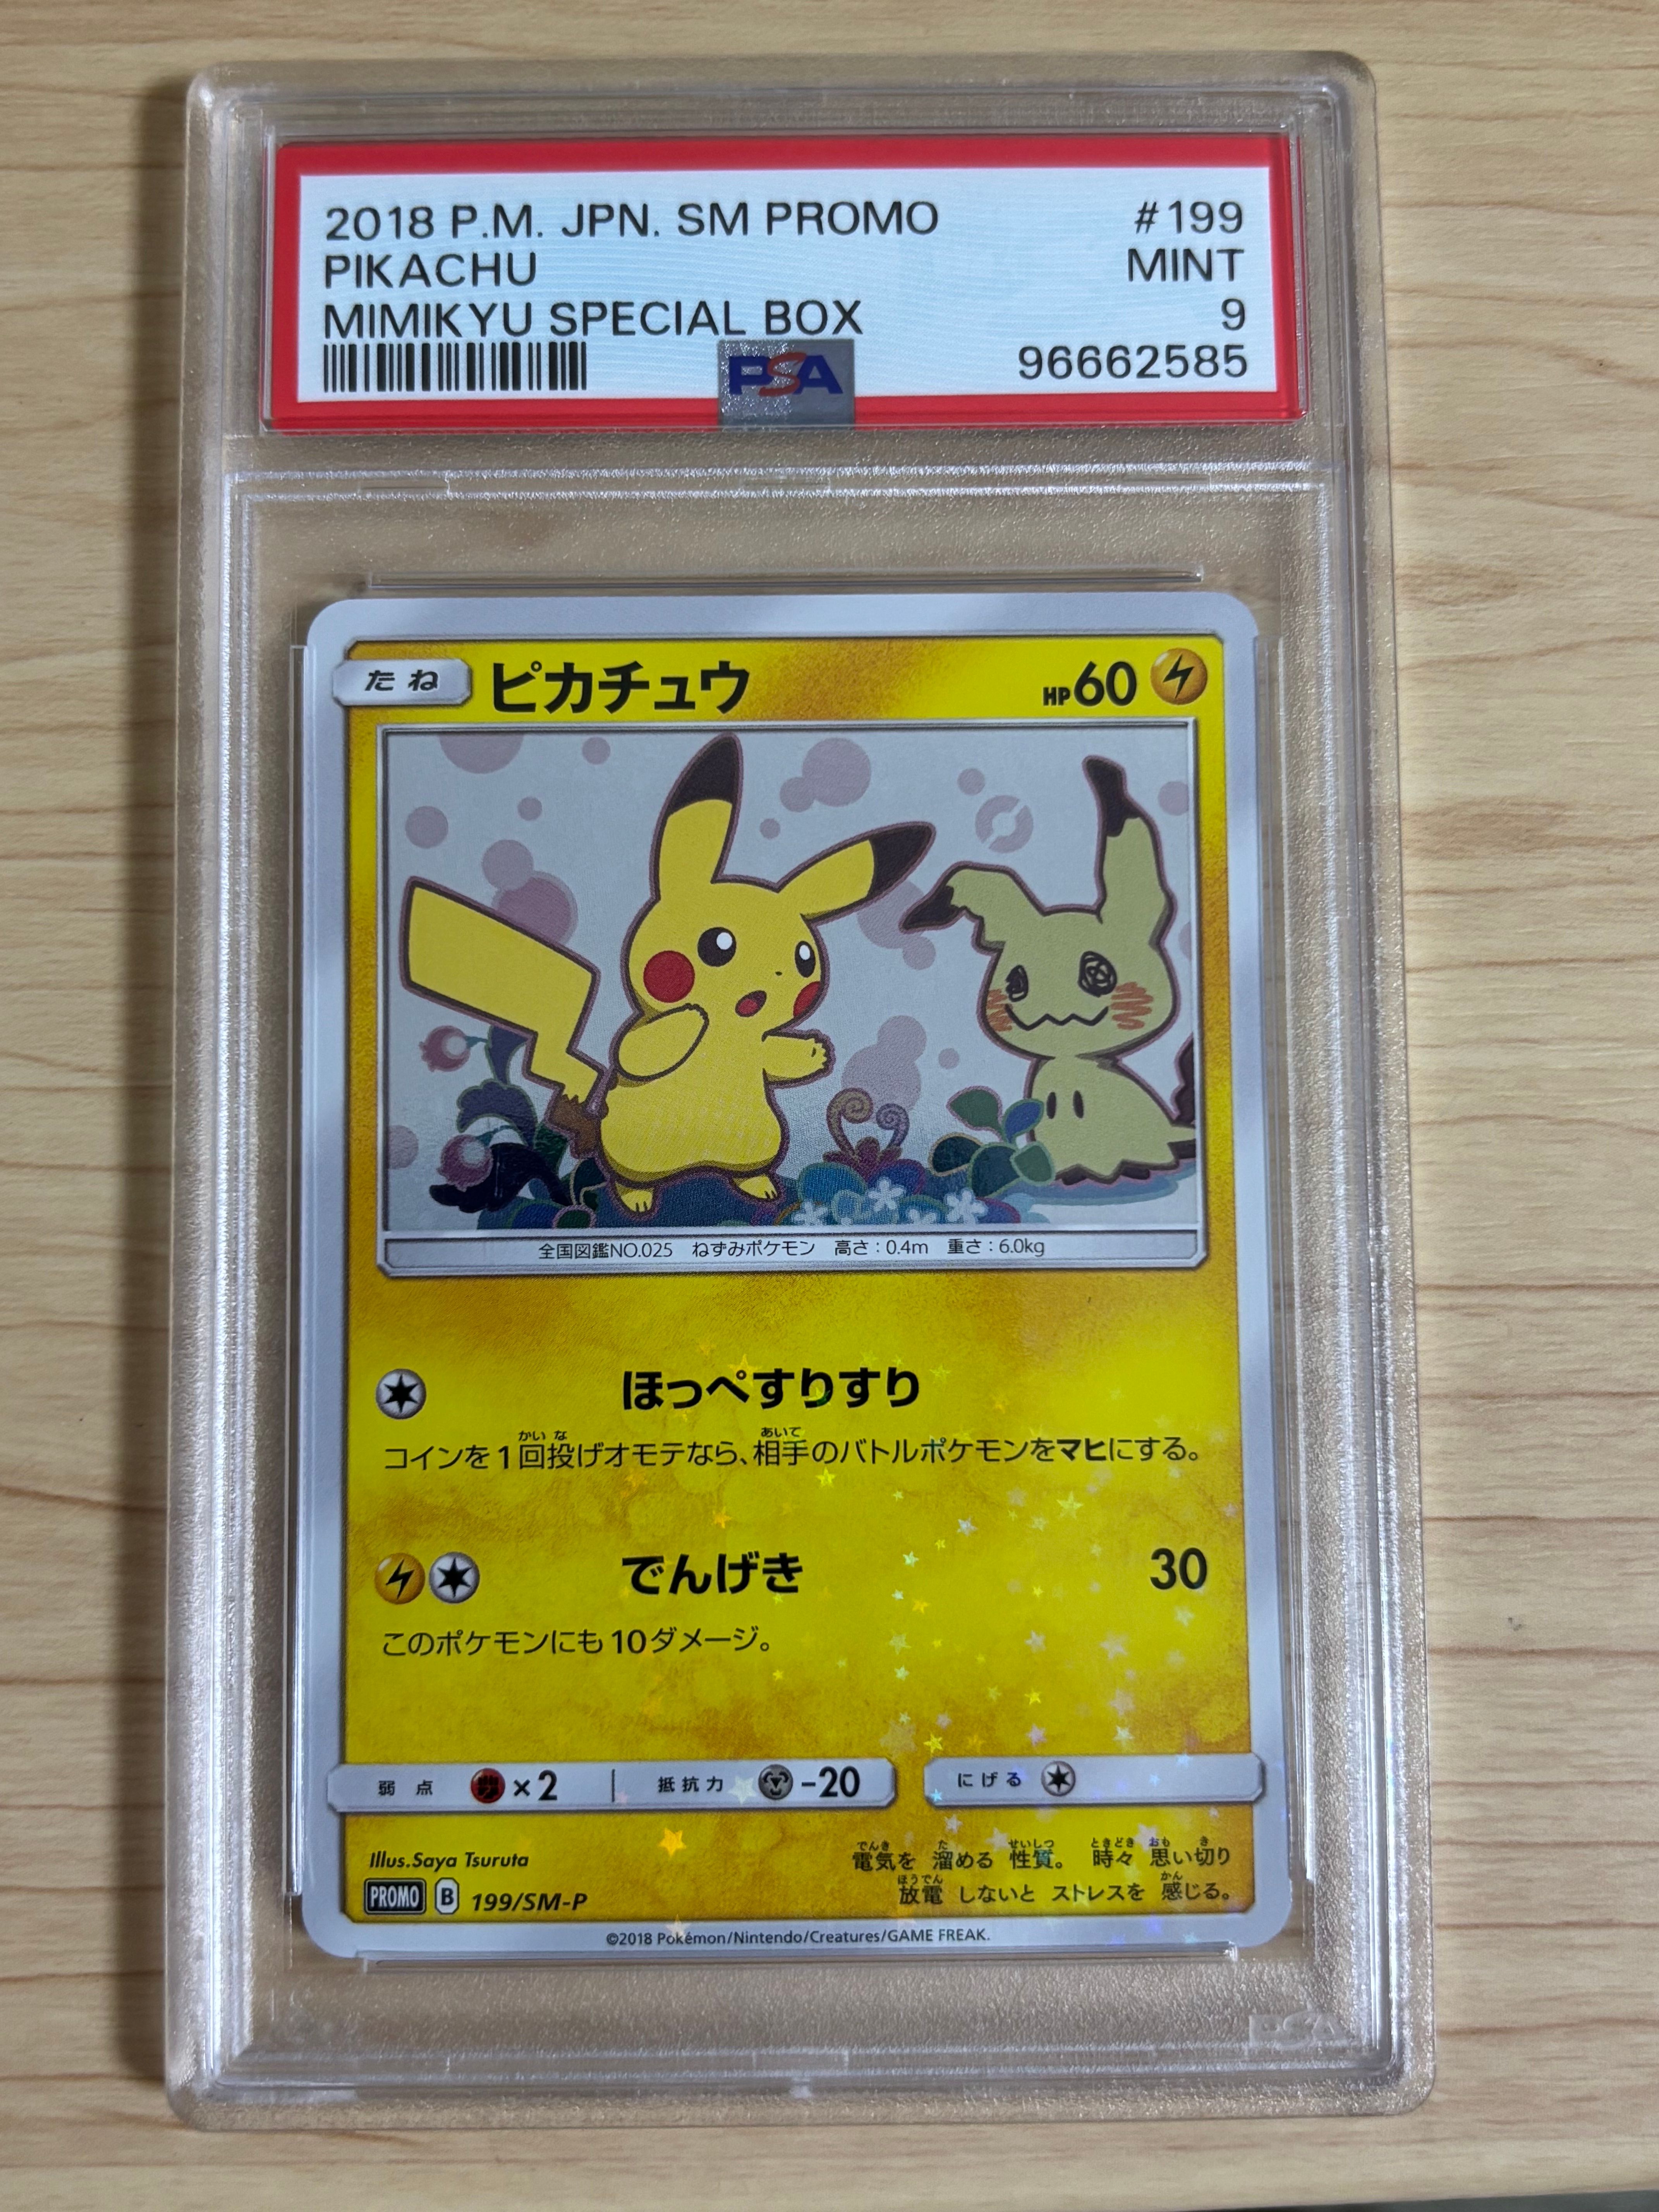 2018 P.M. JPN. SM PROMO #199
PIKACHU MINT
MIMIKYU SPECIAL BOX 9
PSA 96662585
たね ピカチュウ HP60
全国図鑑NO.025 ねずみポケモン 高さ:0.4m 重さ:6.0kg
ほっぺすりすり
かいな あいて
コインを1回投げオモテなら、相手のバトルポケモンをマヒにする。
でんげき 30
このポケモンにも10ダメージ。
弱点 ×2 抵抗力 -20 にげる
Illus.Saya Tsuruta
でんき た せいしつ ときどき おも き
電気を 溜める 性質。 時々 思い切り
ほうでん かん
放電 しないと ストレスを 感じる。
PROMO B 199/SM-P
©2018 Pokémon/Nintendo/Creatures/GAME FREAK.
PSA